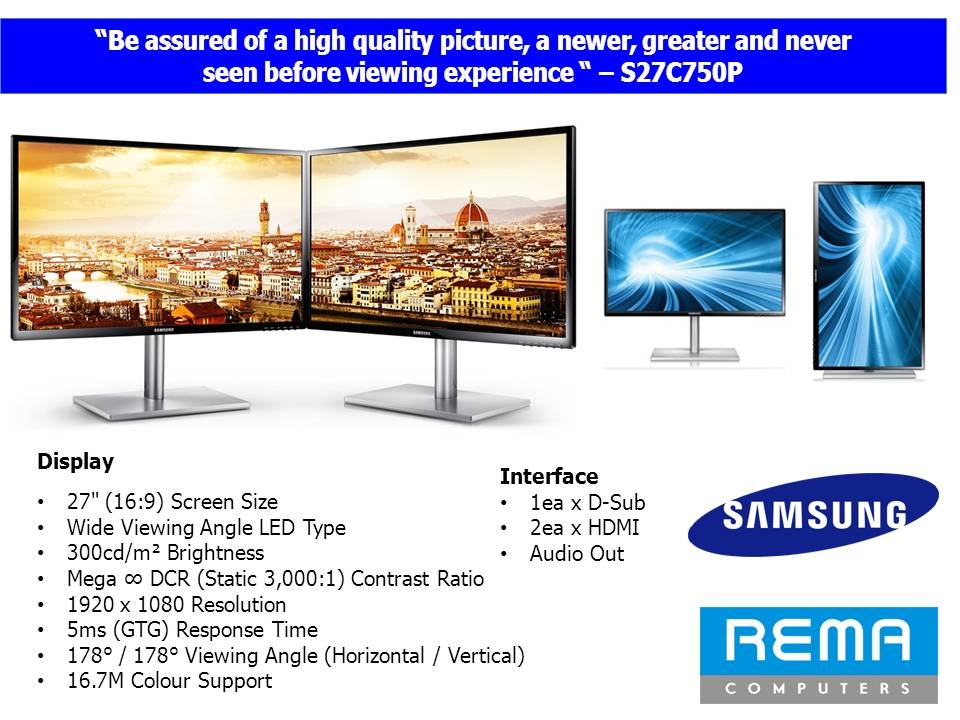 “Be assured of a high quality picture, a newer, greater and never
seen before viewing experience “ – S27C750P
SAMSUNG
SAMSUNG
Display
• 27" (16:9) Screen Size
• Wide Viewing Angle LED Type
• 300cd/m² Brightness
• Mega ∞ DCR (Static 3,000:1) Contrast Ratio
• 1920 x 1080 Resolution
• 5ms (GTG) Response Time
• 178° / 178° Viewing Angle (Horizontal / Vertical)
• 16.7M Colour Support
Interface
• 1ea x D-Sub
• 2ea x HDMI
• Audio Out
SAMSUNG
REMA
COMPUTERS